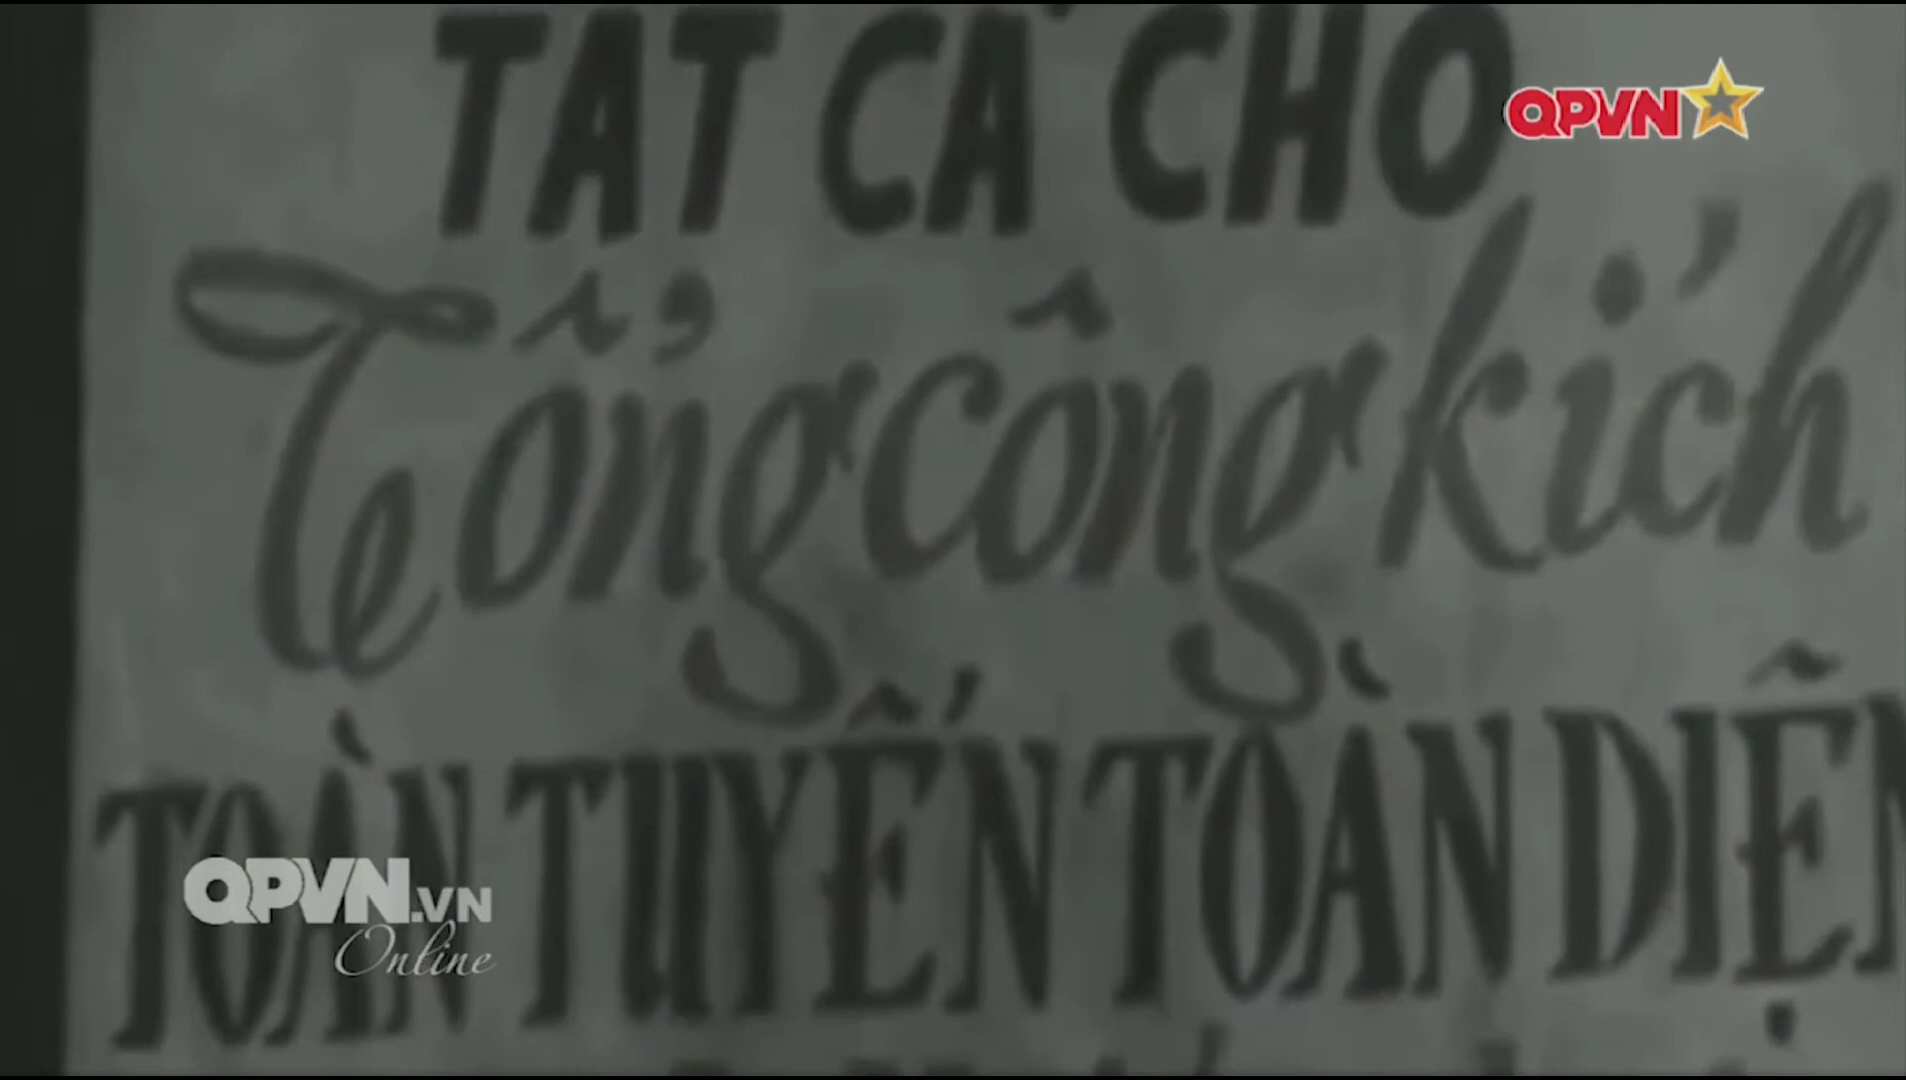 TẤT CẢ CHO
QPVN
Tổng công kích
TOÀN TUYẾN TOÀN DIỆN
QPVN.VN
Online